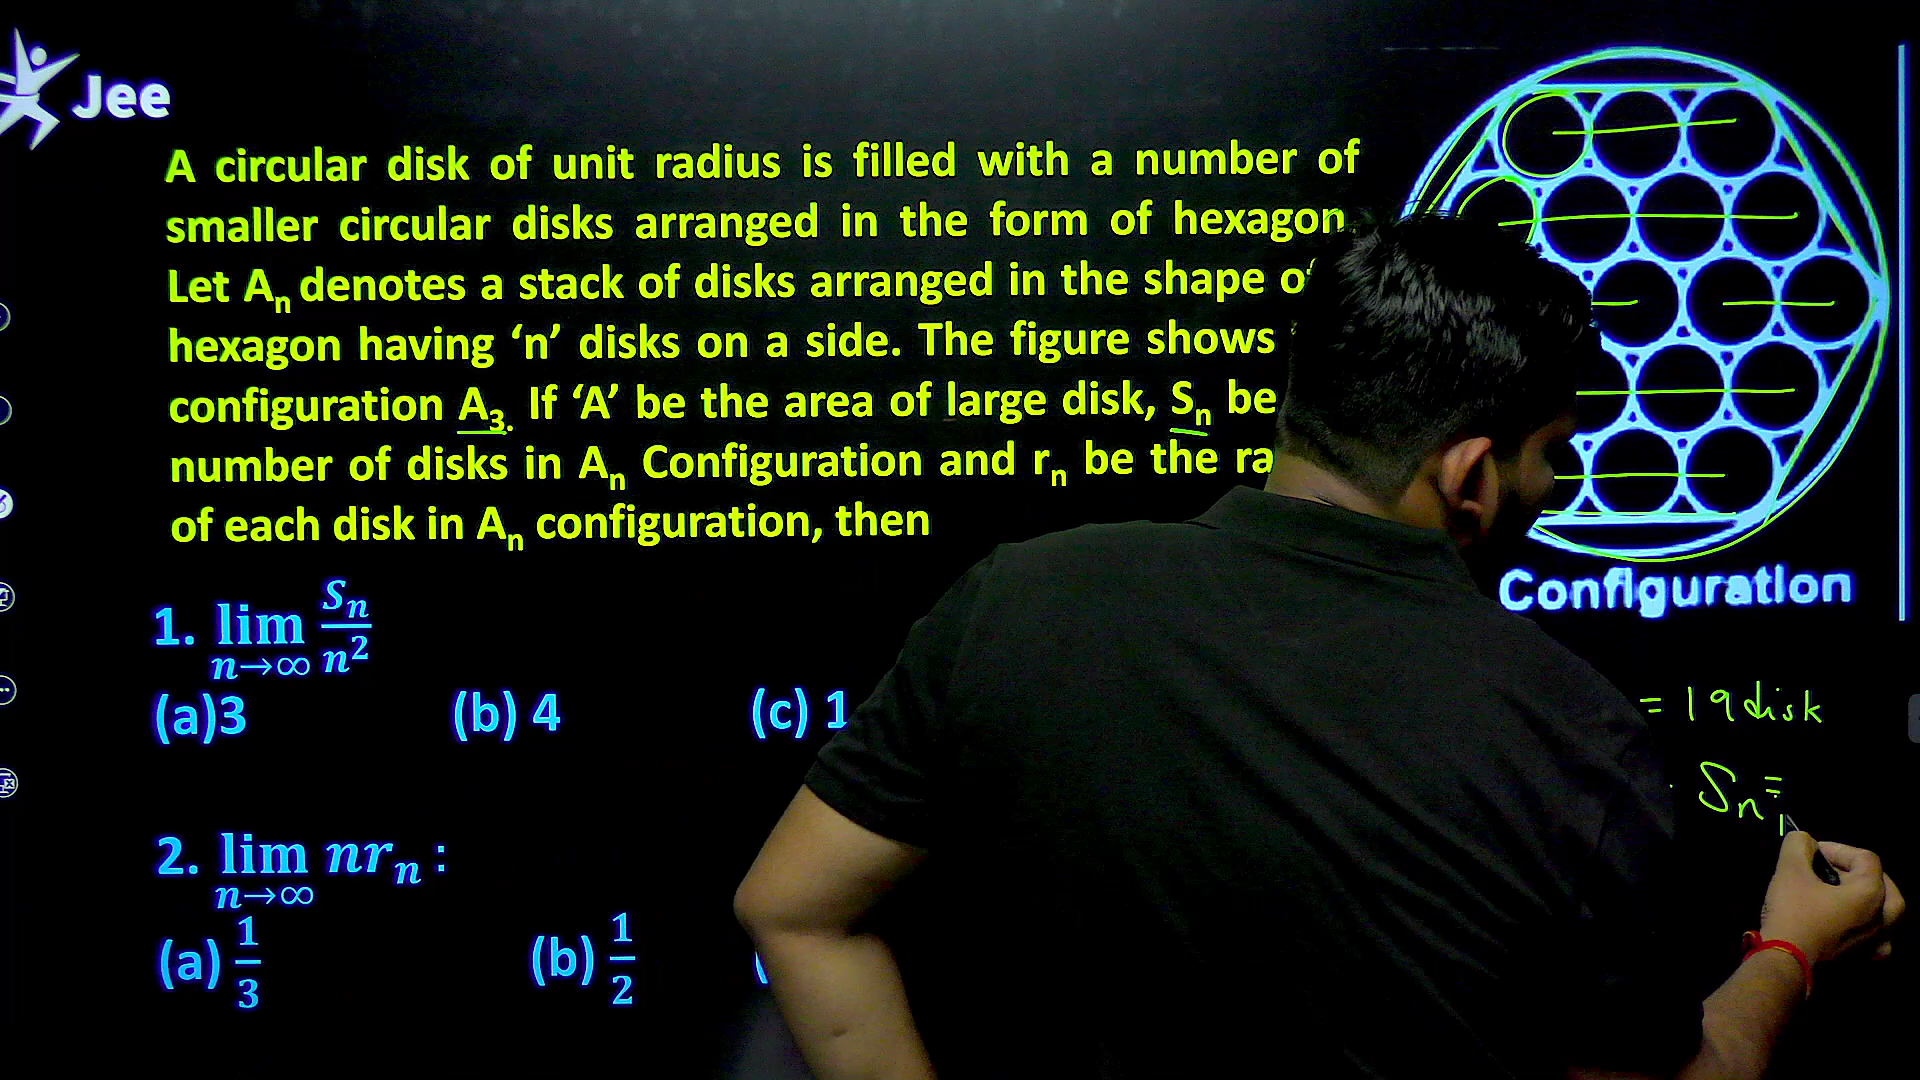 Jee
A circular disk of unit radius is filled with a number of
smaller circular disks arranged in the form of hexagon.
Let Aₙ denotes a stack of disks arranged in the shape of
hexagon having ‘n’ disks on a side. The figure shows
configuration A₃. If ‘A’ be the area of large disk, Sₙ be
number of disks in Aₙ Configuration and rₙ be the ra
of each disk in Aₙ configuration, then
Configuration
1. lim n→∞ Sₙ/n²
(a)3 (b) 4 (c) 1
= 19 disk
Sₙ =
2. lim n→∞ nrₙ :
(a) 1/3 (b) 1/2